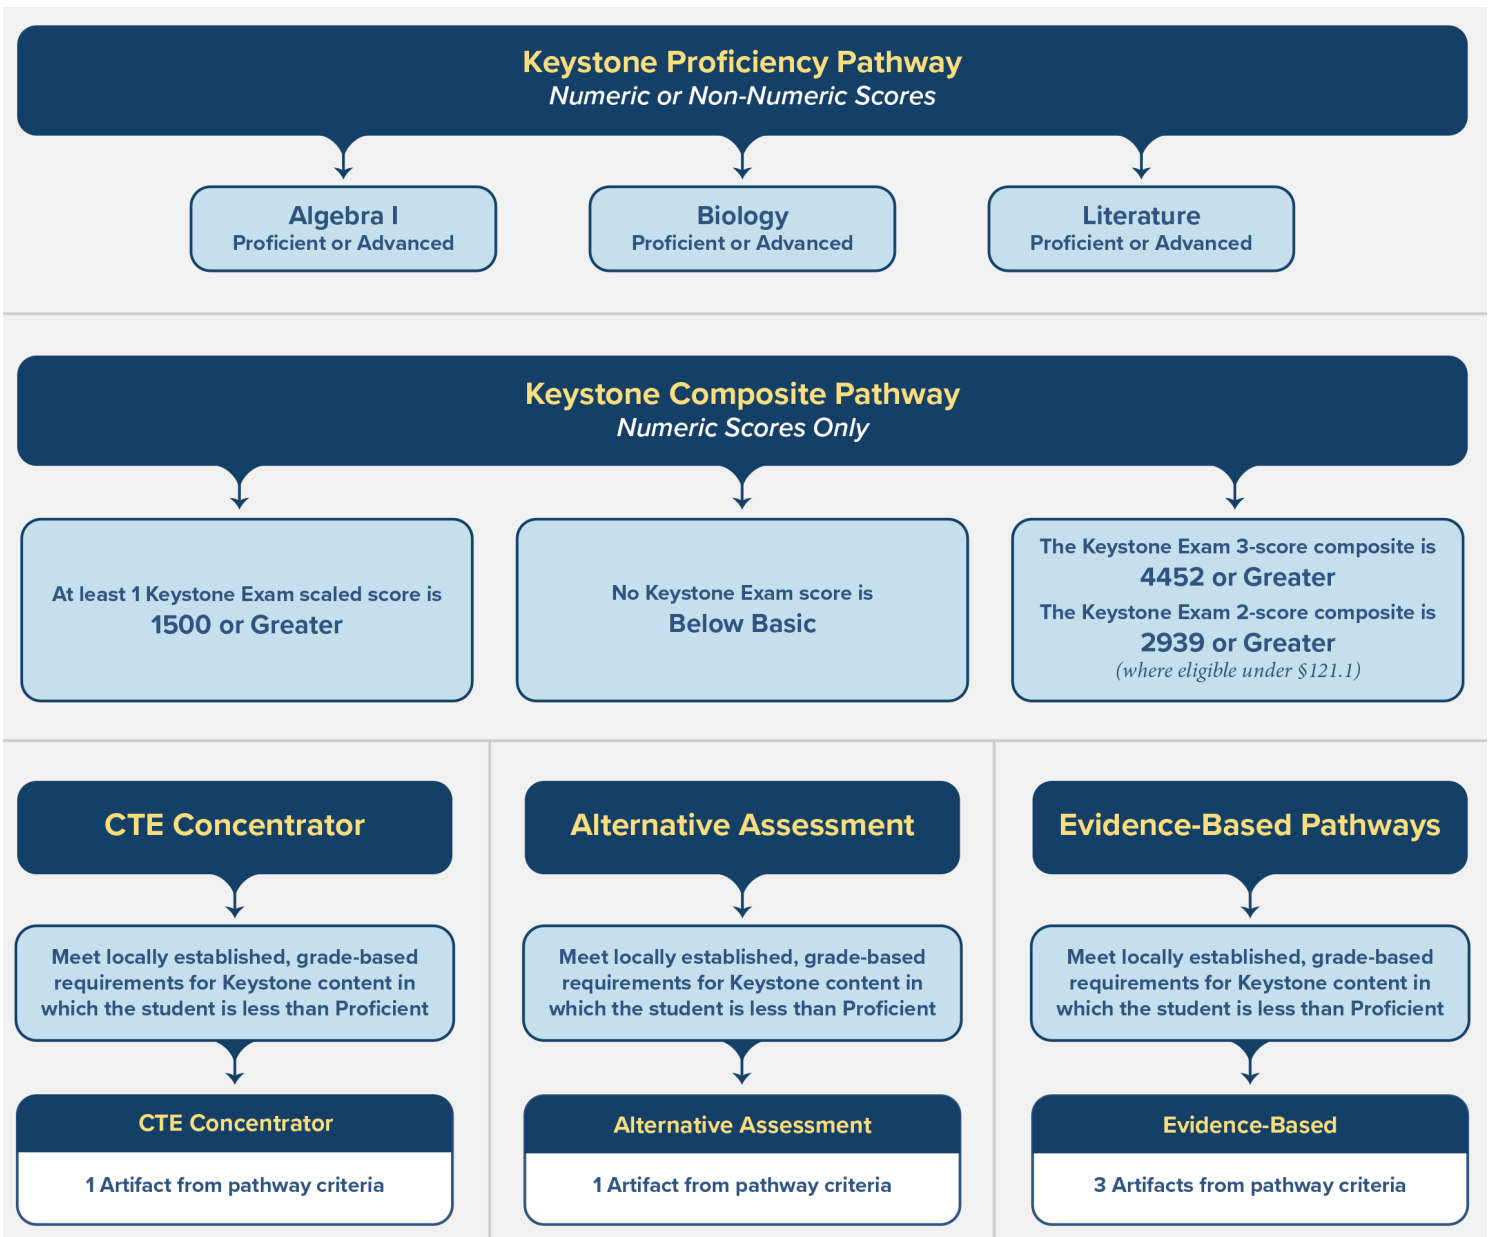 Keystone Proficiency Pathway
Numeric or Non-Numeric Scores
Algebra I
Proficient or Advanced
Biology
Proficient or Advanced
Literature
Proficient or Advanced
Keystone Composite Pathway
Numeric Scores Only
At least 1 Keystone Exam scaled score is
1500 or Greater
No Keystone Exam score is
Below Basic
The Keystone Exam 3-score composite is
4452 or Greater
The Keystone Exam 2-score composite is
2939 or Greater
(where eligible under §121.1)
CTE Concentrator
Meet locally established, grade-based
requirements for Keystone content in
which the student is less than Proficient
CTE Concentrator
1 Artifact from pathway criteria
Alternative Assessment
Meet locally established, grade-based
requirements for Keystone content in
which the student is less than Proficient
Alternative Assessment
1 Artifact from pathway criteria
Evidence-Based Pathways
Meet locally established, grade-based
requirements for Keystone content in
which the student is less than Proficient
Evidence-Based
3 Artifacts from pathway criteria